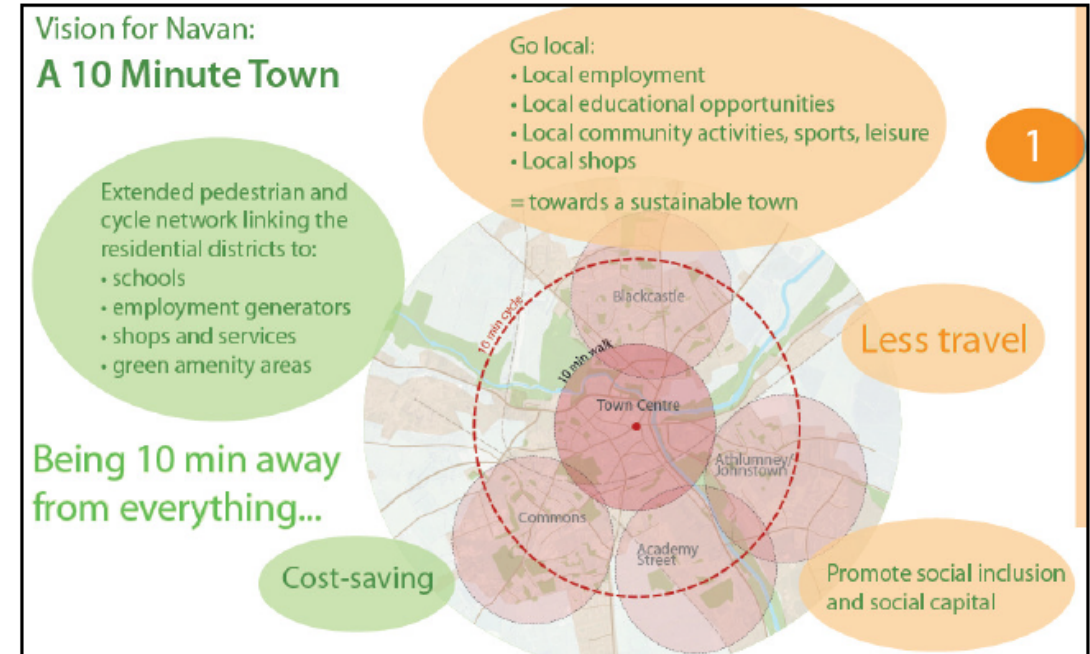 Vision for Navan:
A 10 Minute Town
Go local:
• Local employment
• Local educational opportunities
• Local community activities, sports, leisure
• Local shops
= towards a sustainable town
1
Extended pedestrian and
cycle network linking the
residential districts to:
• schools
• employment generators
• shops and services
• green amenity areas
Blackcastle
10 min cycle
10 min walk
Town Centre
Less travel
Athlumney/
Johnstown
Being 10 min away
from everything...
Commons
Academy
Street
Cost-saving
Promote social inclusion
and social capital